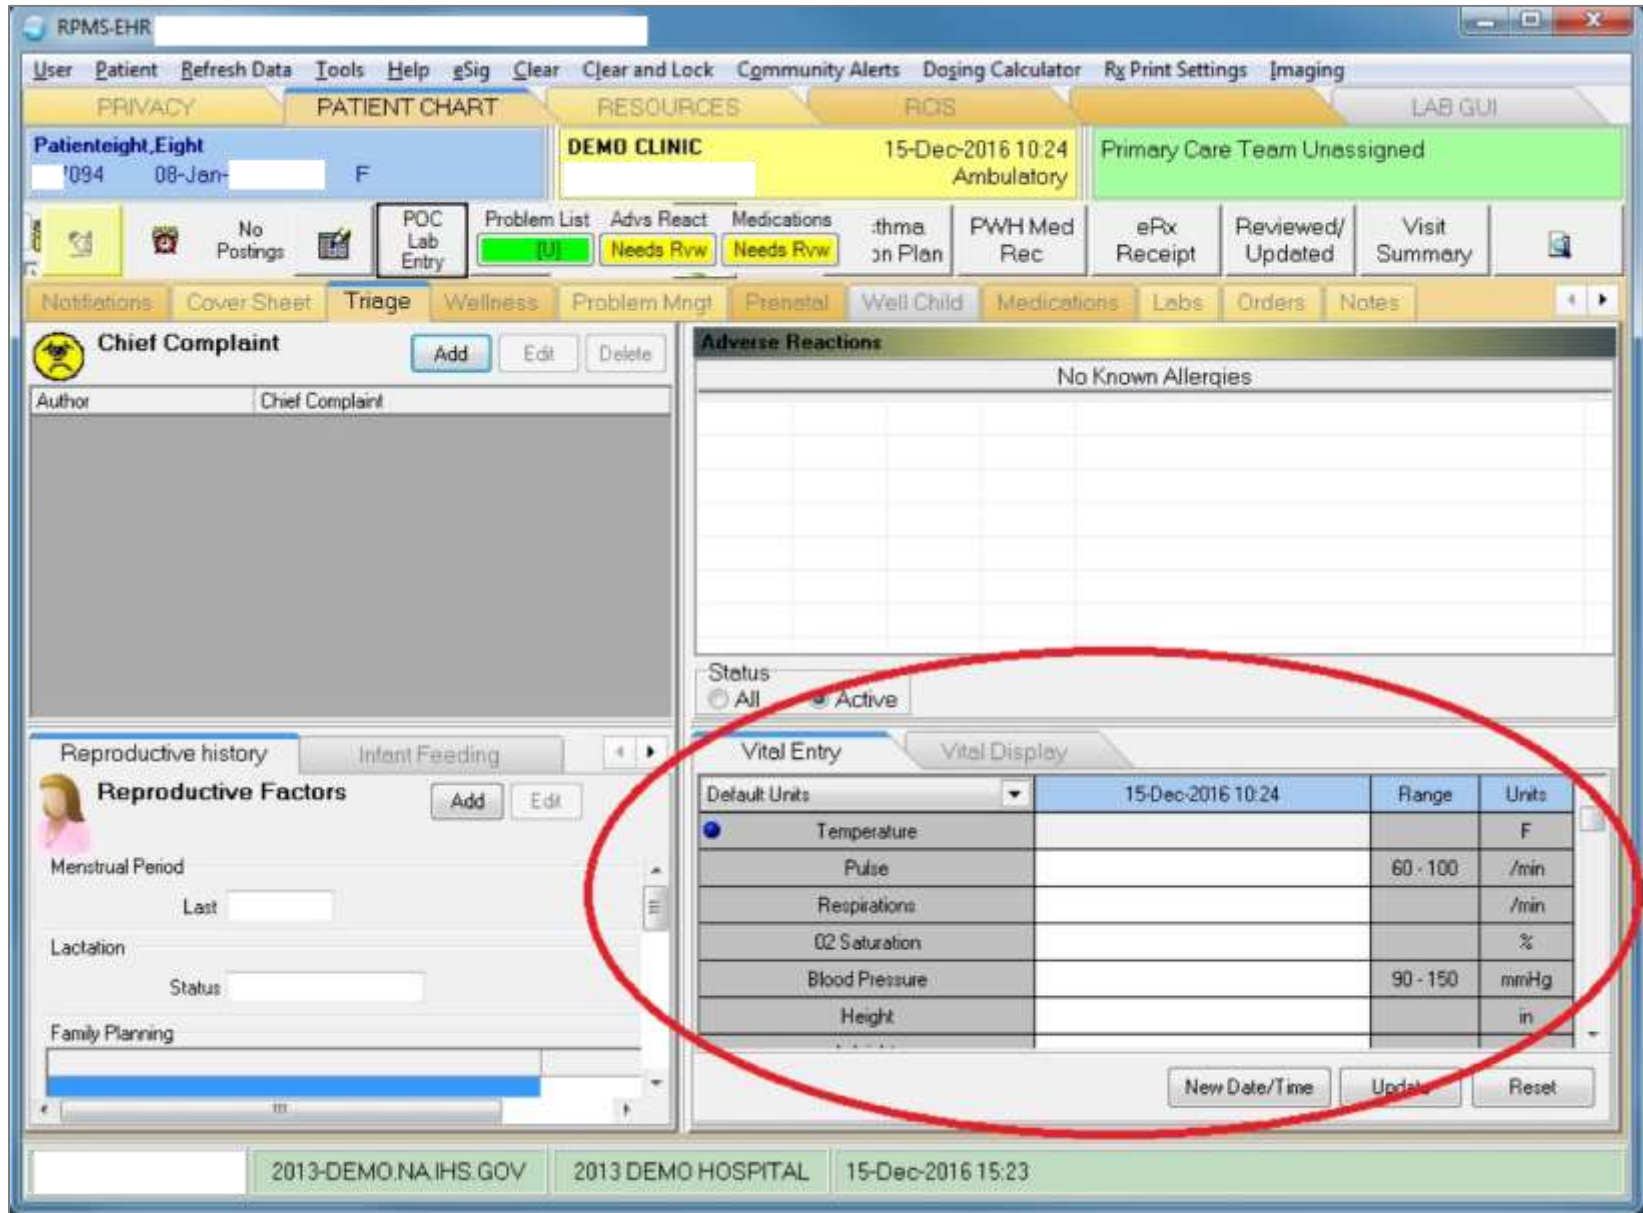 RPMS-EHR
User Patient Refresh Data Tools Help eSig Clear Clear and Lock Community Alerts Dosing Calculator Rx Print Settings Imaging
PRIVACY PATIENT CHART RESOURCES RCIS LAB GUI
Patienteight,Eight
'094 08-Jan- F
DEMO CLINIC 15-Dec-2016 10:24
Ambulatory
Primary Care Team Unassigned
No
Postings
POC
Lab
Entry
Problem List Advs React Medications
[U] Needs Rvw Needs Rvw
:thma
on Plan
PWH Med
Rec
eRx
Receipt
Reviewed/
Updated
Visit
Summary
Notifiations Cover Sheet Triage Wellness Problem Mngt Prenatal Well Child Medications Labs Orders Notes
Chief Complaint Add Edit Delete
Author Chief Complaint
Adverse Reactions
No Known Allergies
Status
All Active
Reproductive history Infant Feeding
Reproductive Factors Add Edit
Menstrual Period
Last
Lactation
Status
Family Planning
Vital Entry Vital Display
Default Units 15-Dec-2016 10:24 Range Units
Temperature F
Pulse 60 - 100 /min
Respirations /min
02 Saturation %
Blood Pressure 90 - 150 mmHg
Height in
New Date/Time Update Reset
2013-DEMO.NA.IHS.GOV 2013 DEMO HOSPITAL 15-Dec-2016 15:23